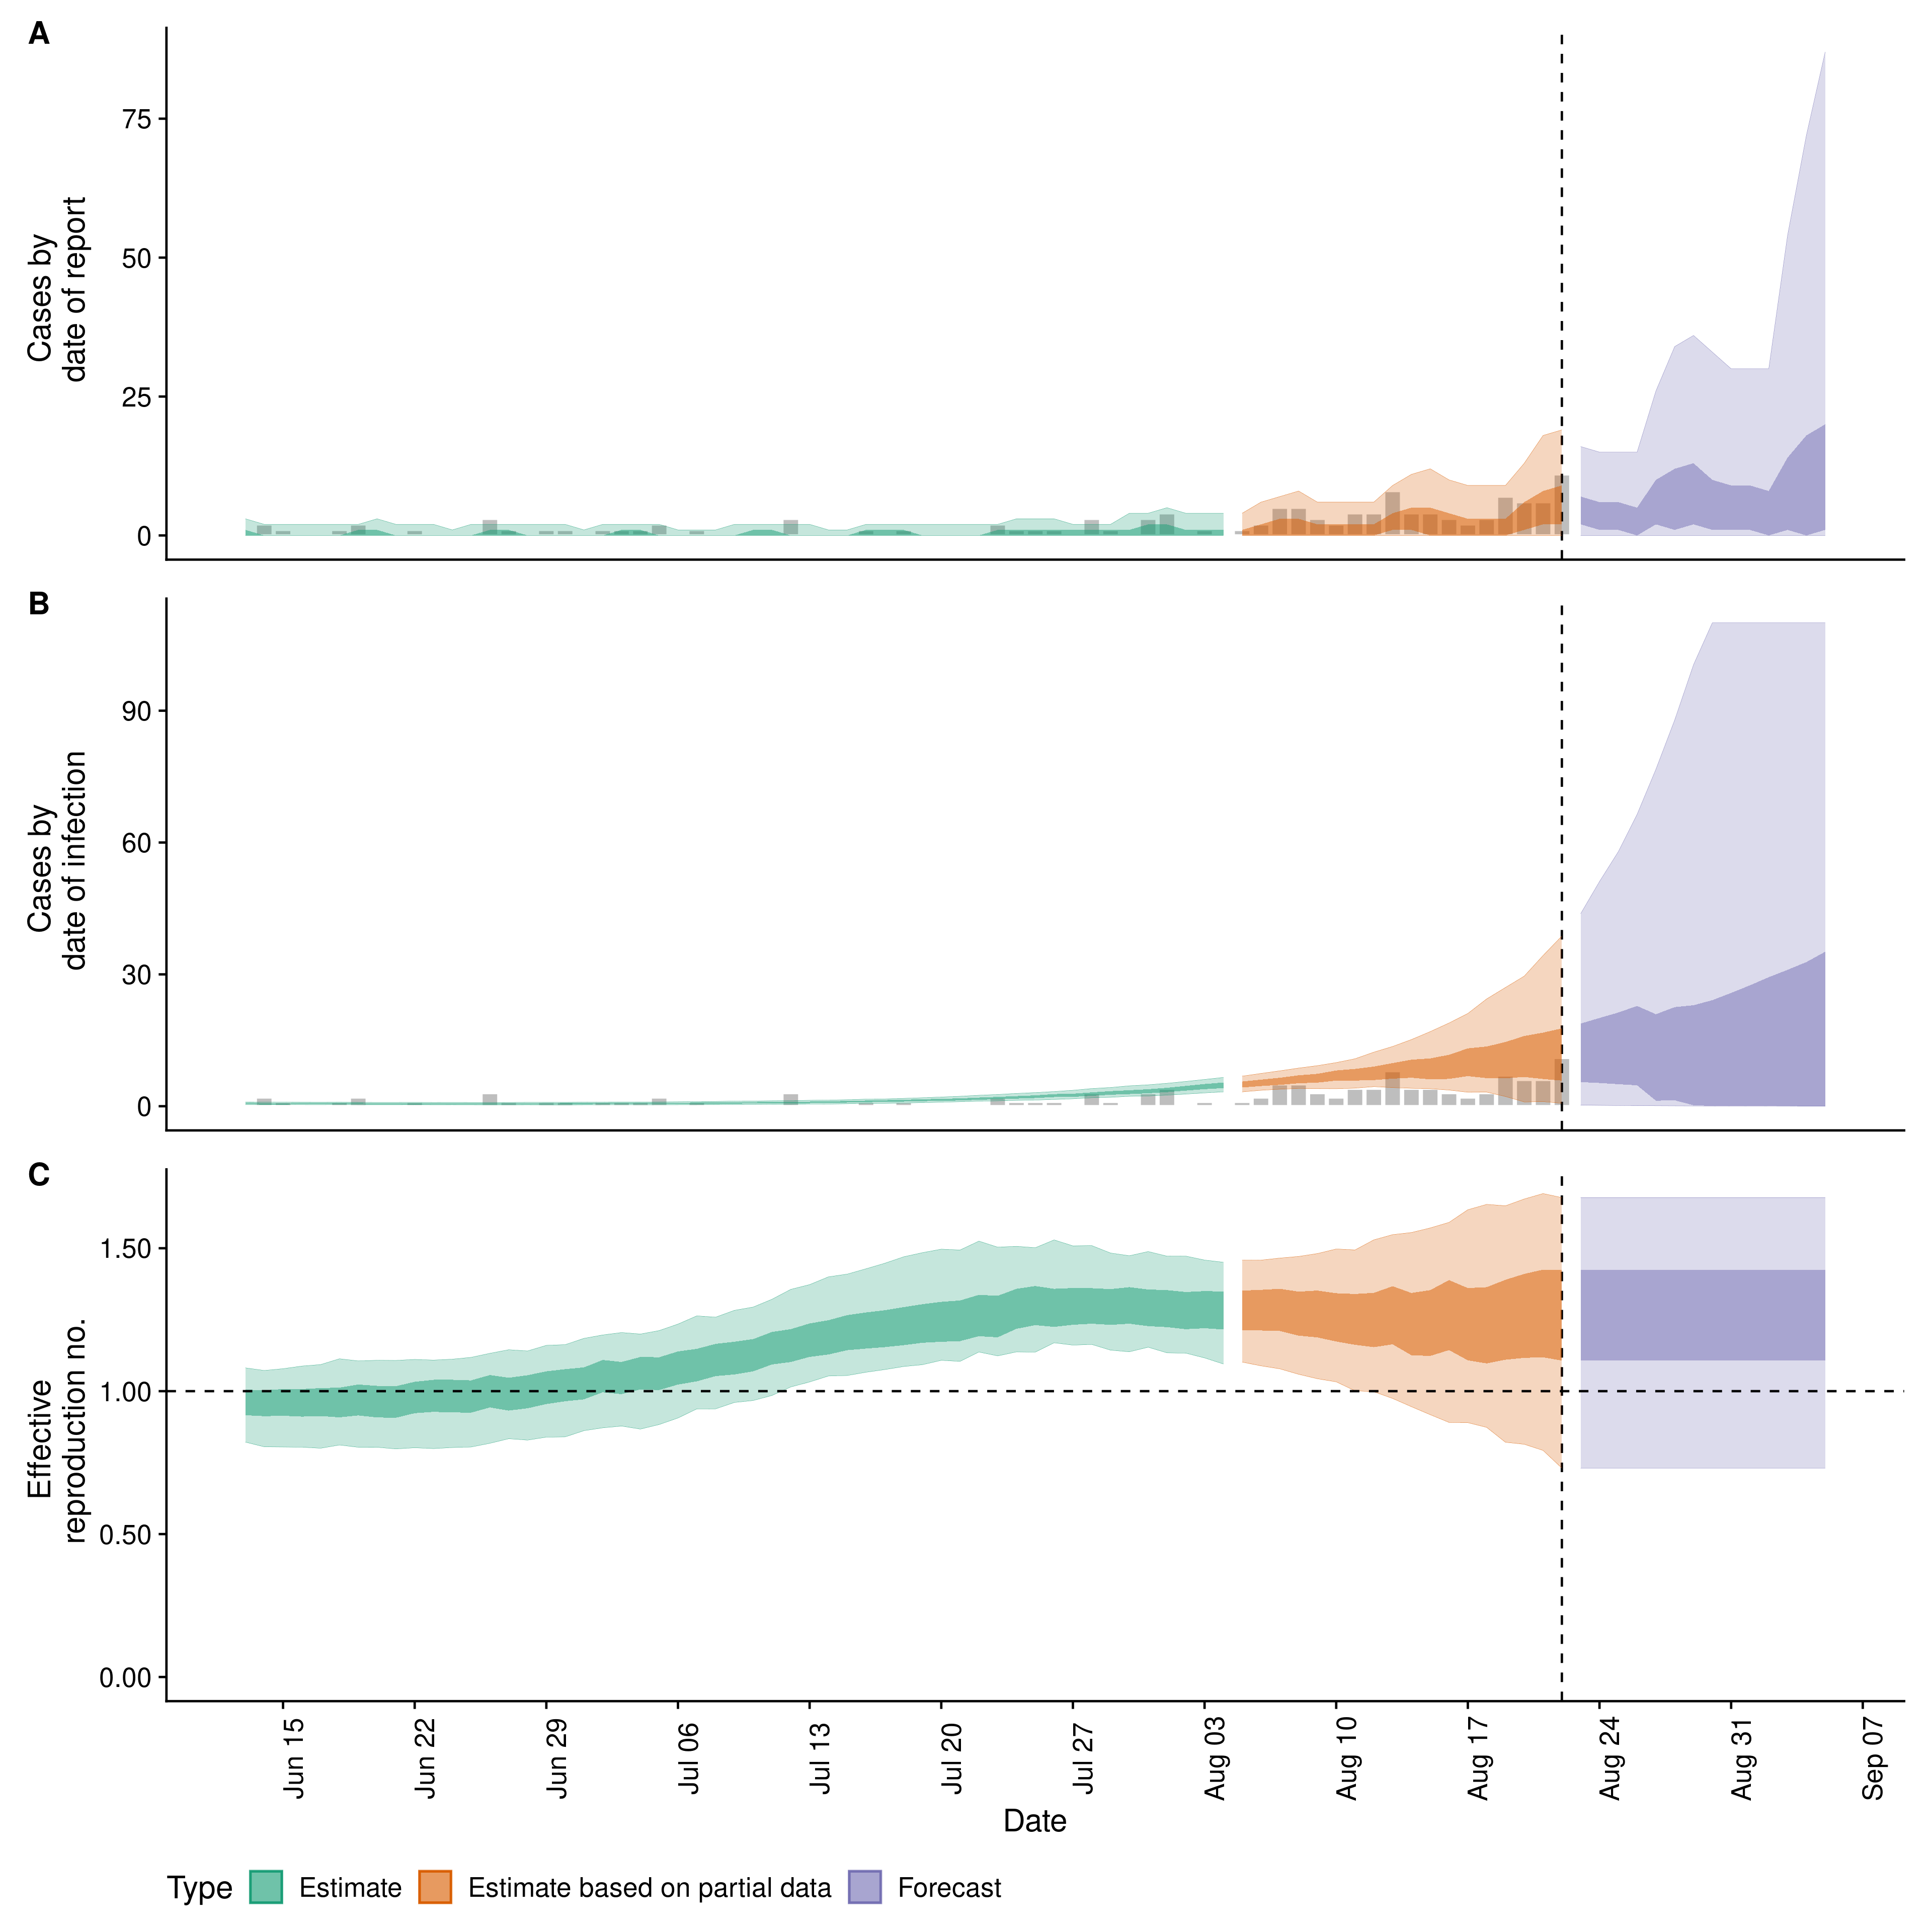 A
Cases by
date of report
75
50
25
0
B
Cases by
date of infection
90
60
30
0
C
Effective
reproduction no.
1.50
1.00
0.50
0.00
Jun 15
Jun 22
Jun 29
Jul 06
Jul 13
Jul 20
Jul 27
Aug 03
Aug 10
Aug 17
Aug 24
Aug 31
Sep 07
Date
Type Estimate Estimate based on partial data Forecast